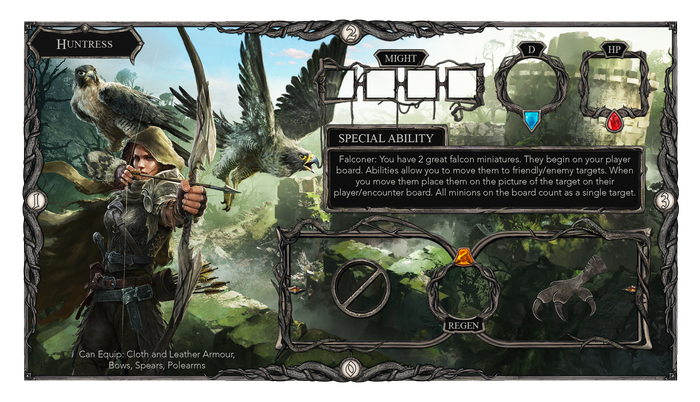 HUNTRESS
2
MIGHT
D
HP
SPECIAL ABILITY
Falconer: You have 2 great falcon miniatures. They begin on your player
board. Abilities allow you to move them to friendly/enemy targets. When
you move them place them on the picture of the target on their
player/encounter board. All minions on the board count as a single target.
1
3
REGEN
Can Equip: Cloth and Leather Armour,
Bows, Spears, Polearms
0